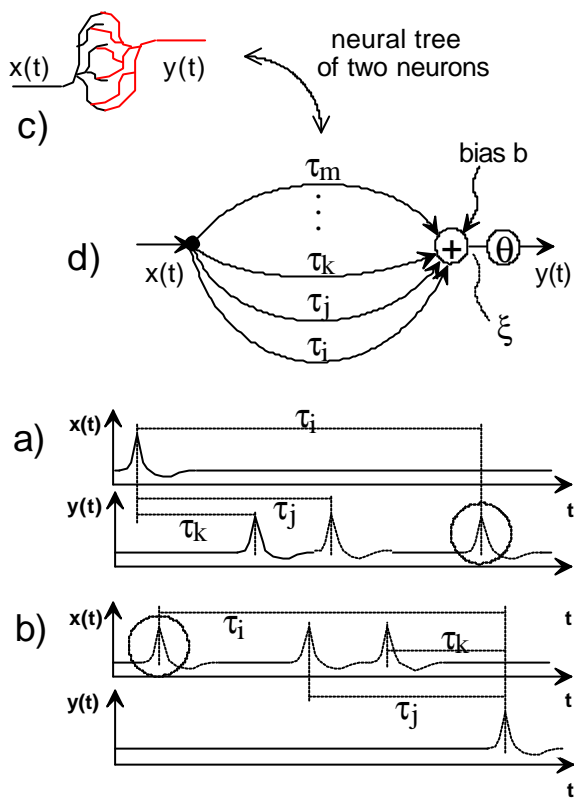 neural tree
of two neurons
x(t)
y(t)
c)
bias b
τm
d)
x(t)
+
θ
y(t)
τk
τj
τi
ξ
a)
x(t)
τi
t
y(t)
τj
τk
t
b)
x(t)
τi
τk
t
y(t)
τj
t